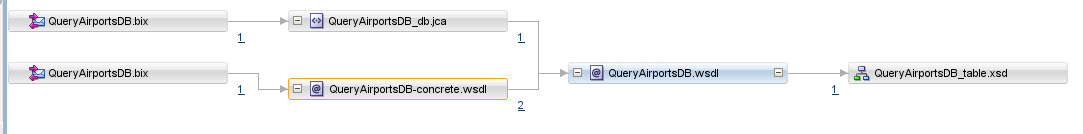 QueryAirportsDB.bix
1
QueryAirportsDB_db.jca
1
QueryAirportsDB.bix
1
QueryAirportsDB-concrete.wsdl
2
QueryAirportsDB.wsdl
1
QueryAirportsDB_table.xsd